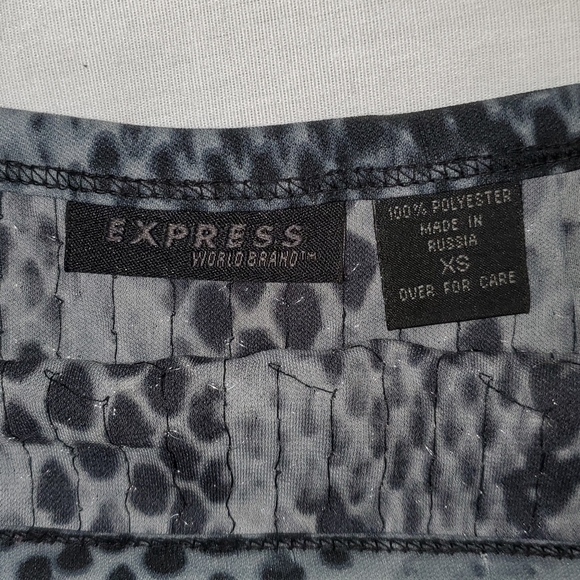 EXPRESS
WORLD BRAND™
100% POLYESTER
MADE IN
RUSSIA
XS
OVER FOR CARE